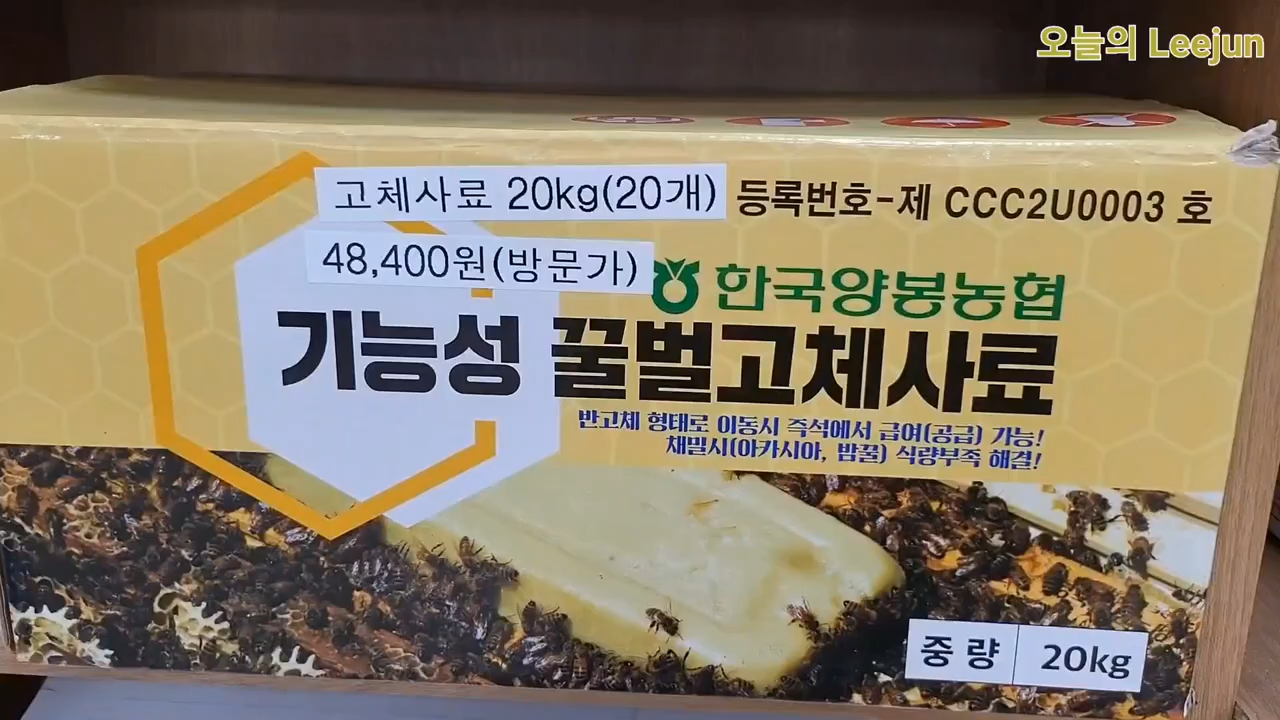 오늘의 Leejun
고체사료 20kg(20개)
등록번호-제 CCC2U0003 호
48,400원(방문가)
한국양봉농협
기능성 꿀벌고체사료
반고체 형태로 이동시 즉석에서 급여(공급) 가능!
채밀시(아카시아, 밤꿀) 식량부족 해결!
중량 20kg